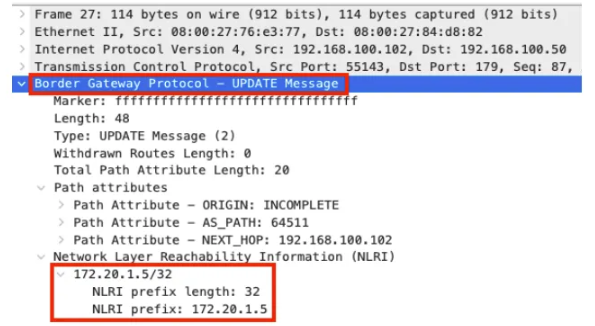 Frame 27: 114 bytes on wire (912 bits), 114 bytes captured (912 bits)
Ethernet II, Src: 08:00:27:76:e3:77, Dst: 08:00:27:84:d8:82
Internet Protocol Version 4, Src: 192.168.100.102, Dst: 192.168.100.50
Transmission Control Protocol, Src Port: 55143, Dst Port: 179, Seq: 87,
Border Gateway Protocol – UPDATE Message
Marker: ffffffffffffffffffffffffffffffff
Length: 48
Type: UPDATE Message (2)
Withdrawn Routes Length: 0
Total Path Attribute Length: 20
Path attributes
Path Attribute – ORIGIN: INCOMPLETE
Path Attribute – AS_PATH: 64511
Path Attribute – NEXT_HOP: 192.168.100.102
Network Layer Reachability Information (NLRI)
172.20.1.5/32
NLRI prefix length: 32
NLRI prefix: 172.20.1.5